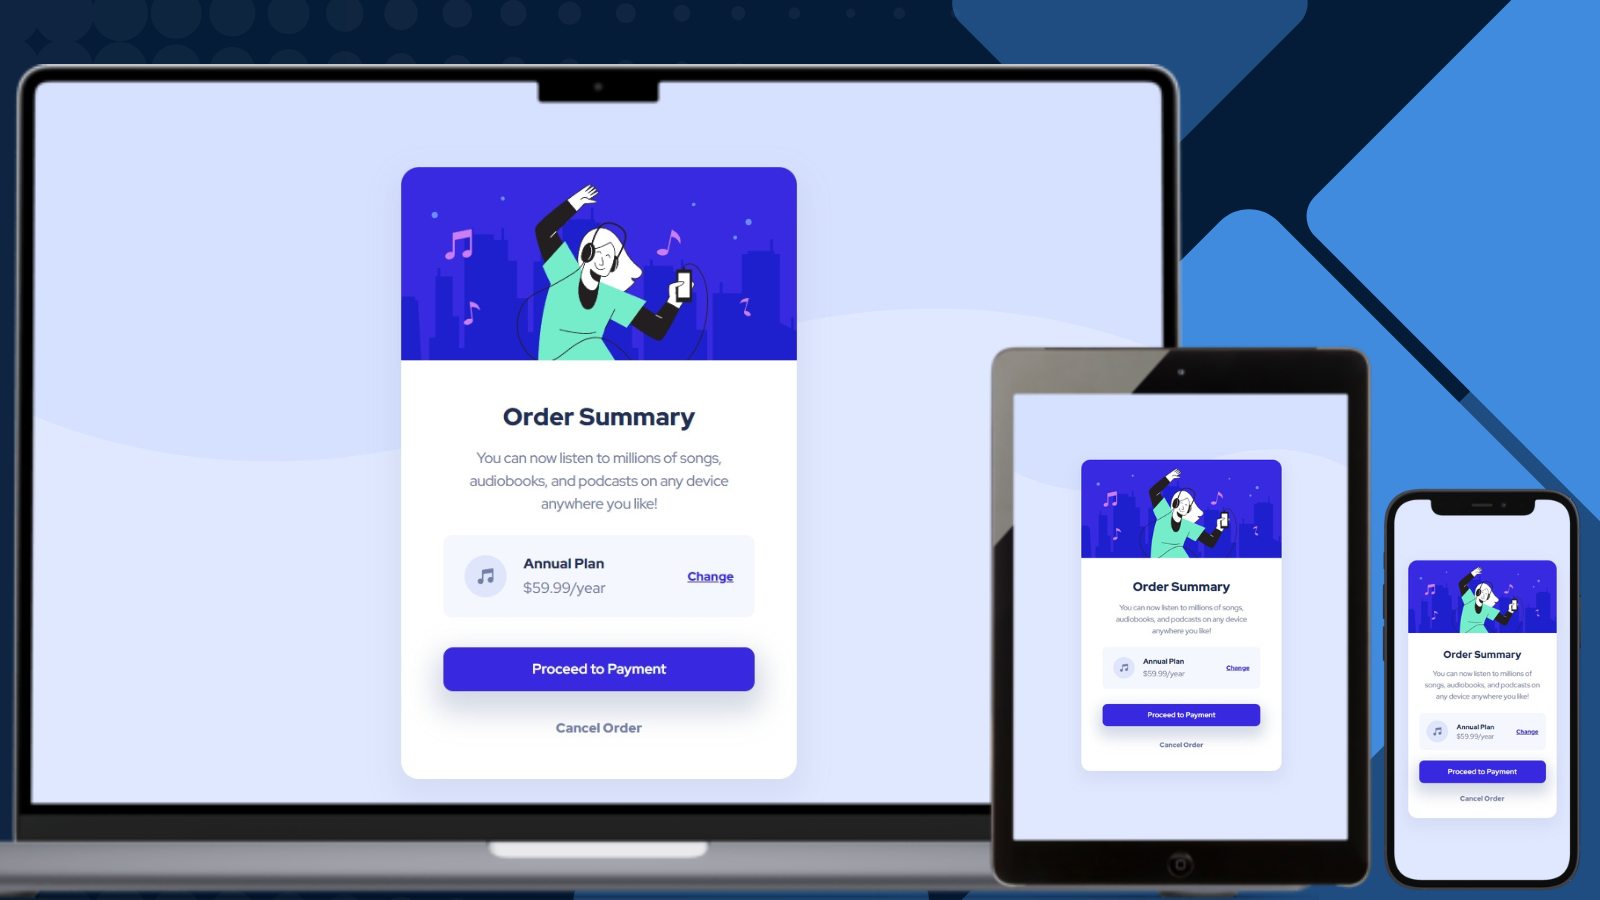 Order Summary
You can now listen to millions of songs,
audiobooks, and podcasts on any device
anywhere you like!
Annual Plan
$59.99/year
Change
Proceed to Payment
Cancel Order
Order Summary
You can now listen to millions of songs,
audiobooks, and podcasts on any device
anywhere you like!
Annual Plan
$59.99/year
Change
Proceed to Payment
Cancel Order
Order Summary
You can now listen to millions of
songs, audiobooks, and podcasts on
any device anywhere you like!
Annual Plan
$59.99/year
Change
Proceed to Payment
Cancel Order